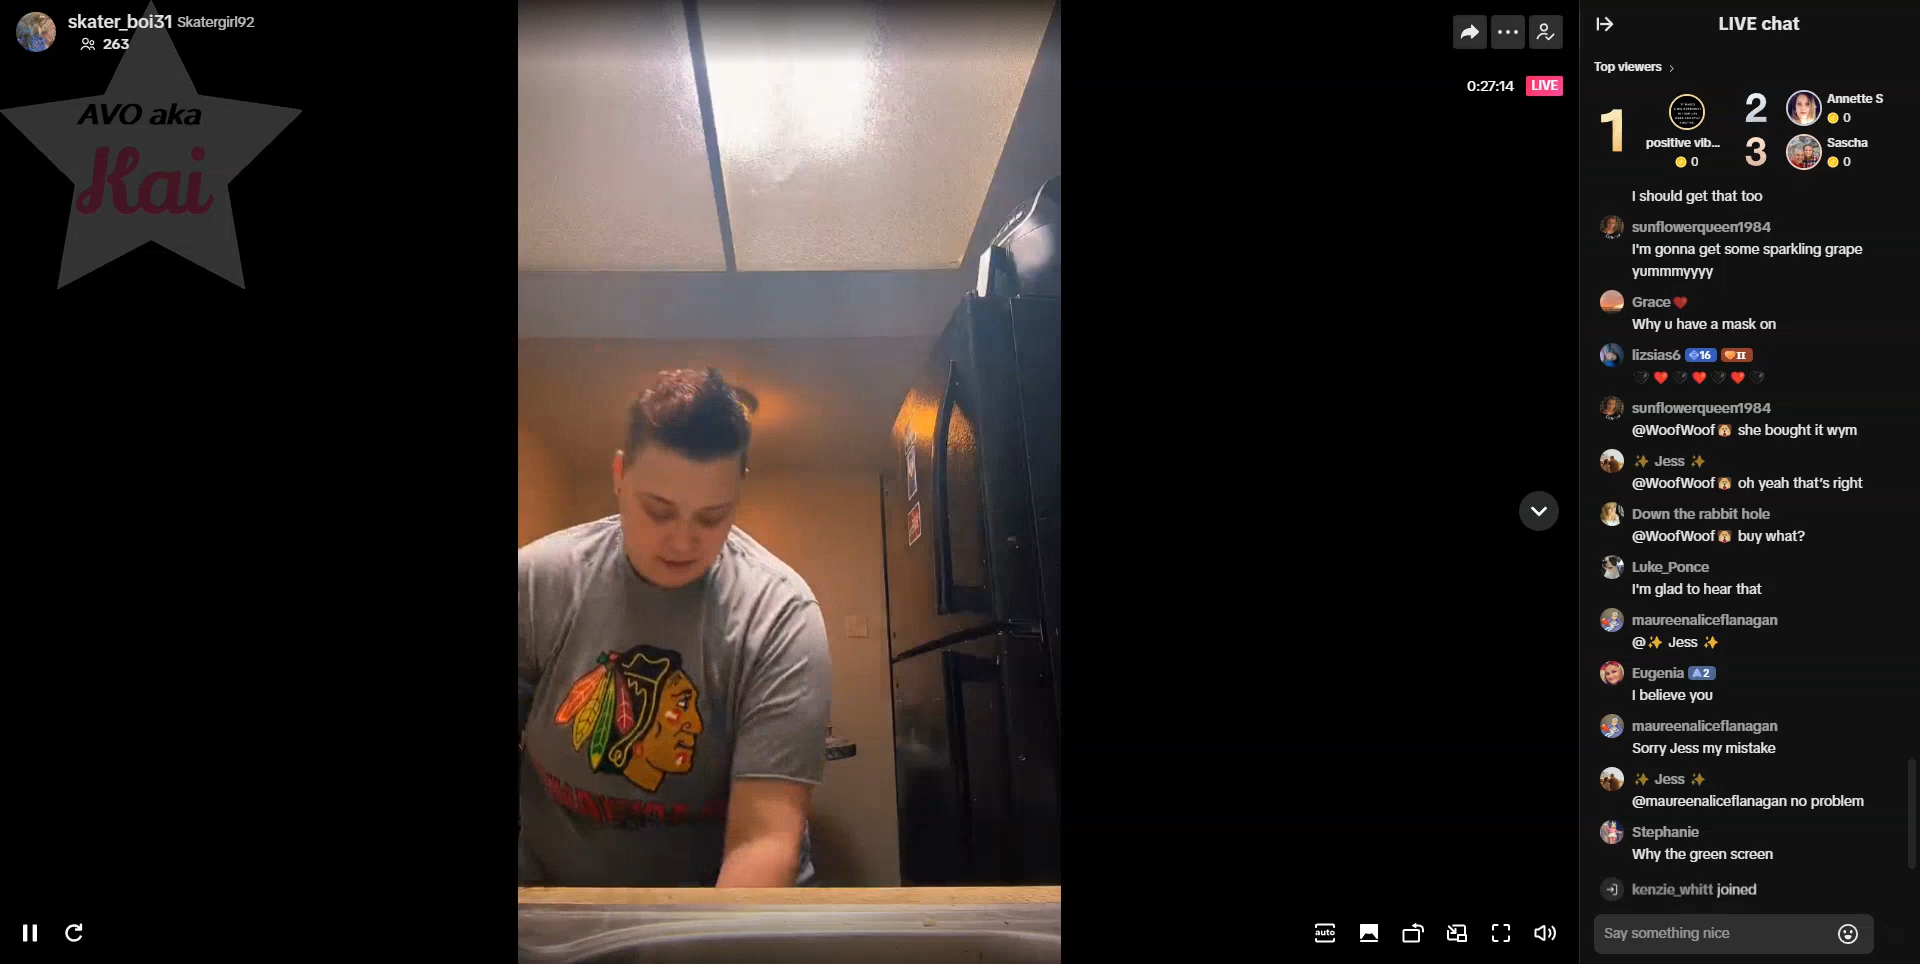 skater_boi31 Skatergirl92
263
AVO aka
Kai
0:27:14 LIVE
LIVE chat
Top viewers
1
positive vib...
0
2
Annette S
0
3
Sascha
0
I should get that too
sunflowerqueen1984
I'm gonna get some sparkling grape
yummmyyyy
Grace
Why u have a mask on
lizsias6 16 II
sunflowerqueen1984
@WoofWoof she bought it wym
Jess
@WoofWoof oh yeah that's right
Down the rabbit hole
@WoofWoof buy what?
Luke_Ponce
I'm glad to hear that
maureenaliceflanagan
@ Jess
Eugenia A2
I believe you
maureenaliceflanagan
Sorry Jess my mistake
Jess
@maureenaliceflanagan no problem
Stephanie
Why the green screen
kenzie_whitt joined
auto
Say something nice